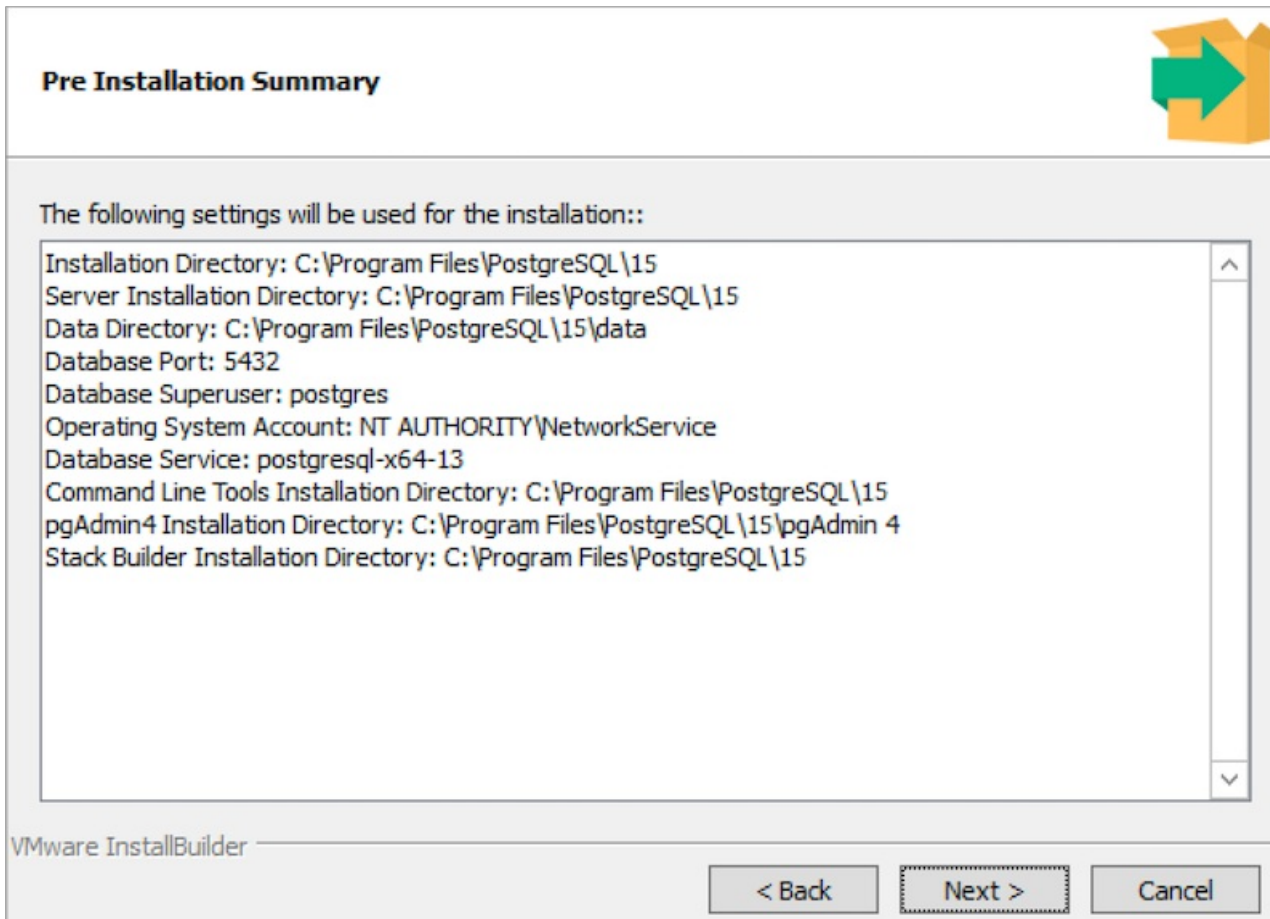 Pre Installation Summary
The following settings will be used for the installation::
Installation Directory: C:\Program Files\PostgreSQL\15
Server Installation Directory: C:\Program Files\PostgreSQL\15
Data Directory: C:\Program Files\PostgreSQL\15\data
Database Port: 5432
Database Superuser: postgres
Operating System Account: NT AUTHORITY\NetworkService
Database Service: postgresql-x64-13
Command Line Tools Installation Directory: C:\Program Files\PostgreSQL\15
pgAdmin4 Installation Directory: C:\Program Files\PostgreSQL\15\pgAdmin 4
Stack Builder Installation Directory: C:\Program Files\PostgreSQL\15
VMware InstallBuilder
< Back Next > Cancel